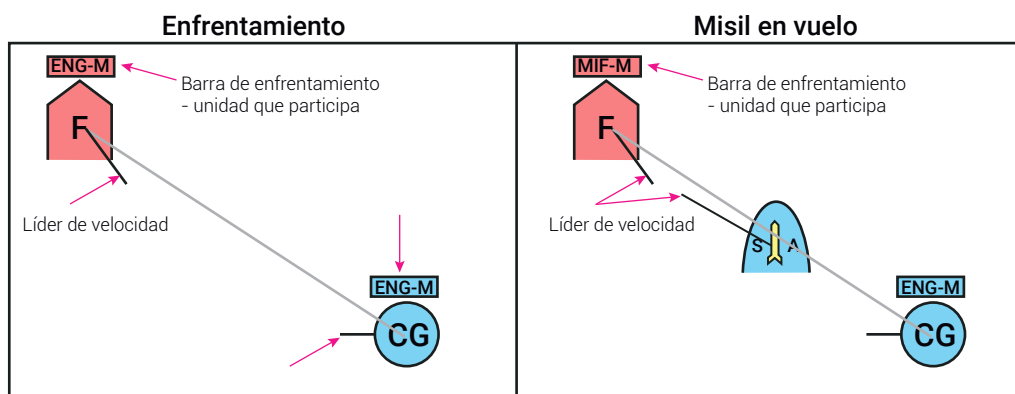 Enfrentamiento
ENG-M
Barra de enfrentamiento
- unidad que participa
F
Líder de velocidad
ENG-M
CG
Misil en vuelo
MIF-M
Barra de enfrentamiento
- unidad que participa
F
Líder de velocidad
S A
ENG-M
CG